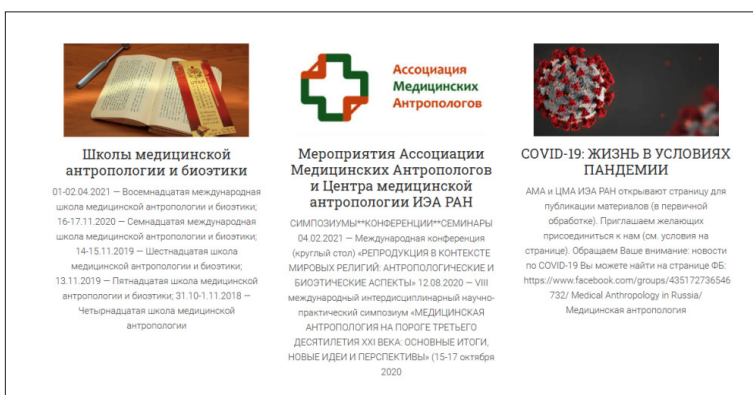 Ассоциация
Медицинских
Антропологов
Школы медицинской
антропологии и биоэтики
01-02.04.2021 — Восемнадцатая международная
школа медицинской антропологии и биоэтики;
16-17.11.2020 — Семнадцатая международная
школа медицинской антропологии и биоэтики;
14-15.11.2019 — Шестнадцатая школа
медицинской антропологии и биоэтики;
13.11.2019 — Пятнадцатая школа медицинской
антропологии и биоэтики; 31.10-1.11.2018 —
Четырнадцатая школа медицинской
антропологии
Мероприятия Ассоциации
Медицинских Антропологов
и Центра медицинской
антропологии ИЭА РАН
СИМПОЗИУМЫ**КОНФЕРЕНЦИИ**СЕМИНАРЫ
04.02.2021 — Международная конференция
(круглый стол) «РЕПРОДУКЦИЯ В КОНТЕКСТЕ
МИРОВЫХ РЕЛИГИЙ: АНТРОПОЛОГИЧЕСКИЕ И
БИОЭТИЧЕСКИЕ АСПЕКТЫ» 12.08.2020 — VIII
международный интердисциплинарный научно-
практический симпозиум «МЕДИЦИНСКАЯ
АНТРОПОЛОГИЯ НА ПОРОГЕ ТРЕТЬЕГО
ДЕСЯТИЛЕТИЯ XXI ВЕКА: ОСНОВНЫЕ ИТОГИ,
НОВЫЕ ИДЕИ И ПЕРСПЕКТИВЫ» (15-17 октября
2020
COVID-19: ЖИЗНЬ В УСЛОВИЯХ
ПАНДЕМИИ
АМА и ЦМА ИЭА РАН открывают страницу для
публикации материалов (в первичной
обработке). Приглашаем желающих
присоединиться к нам (см. условия на
странице). Обращаем Ваше внимание: новости
по COVID-19 Вы можете найти на странице ФБ:
https://www.facebook.com/groups/435172736546
732/ Medical Anthropology in Russia/
Медицинская антропология